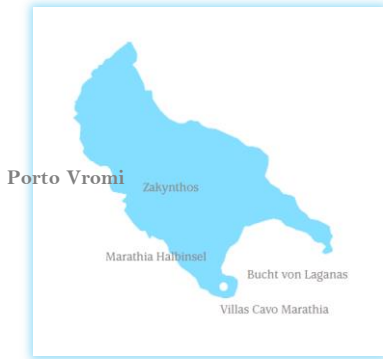 Porto Vromi
Zakynthos
Marathia Halbinsel
Bucht von Laganas
Villas Cavo Marathia